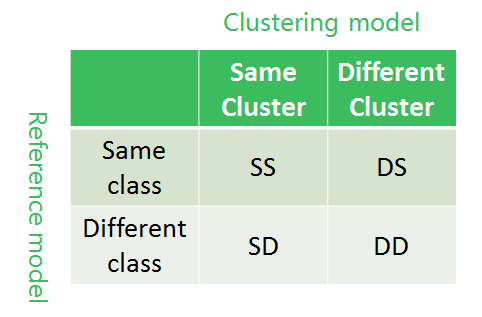 Clustering model
Same Cluster
Different Cluster
Reference model
Same class
SS
DS
Different class
SD
DD